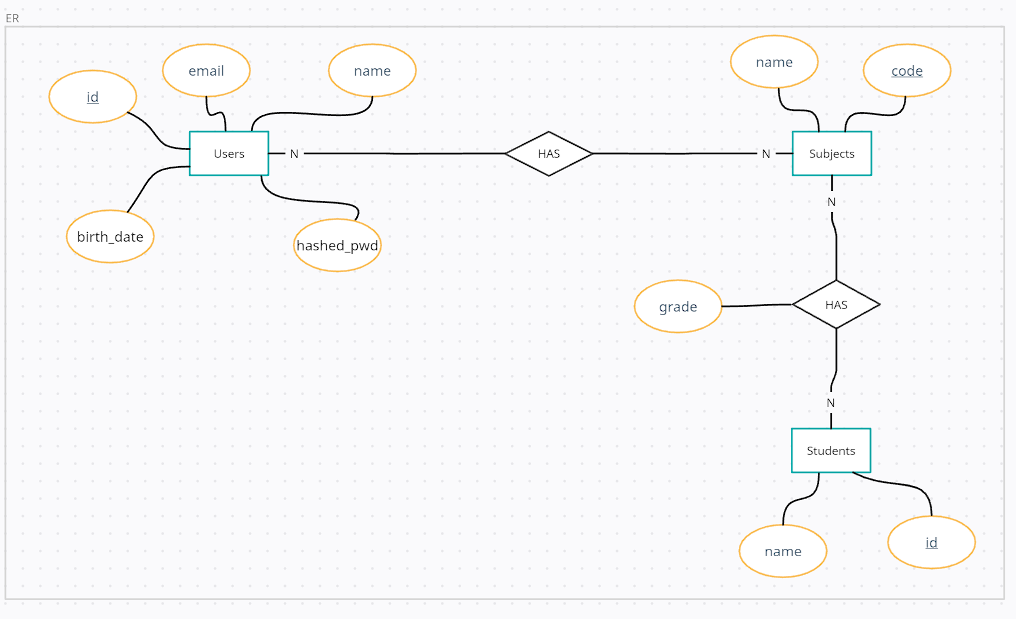 ER
email
name
name
code
id
Users
N
HAS
N
Subjects
N
birth_date
hashed_pwd
grade
HAS
N
Students
name
id